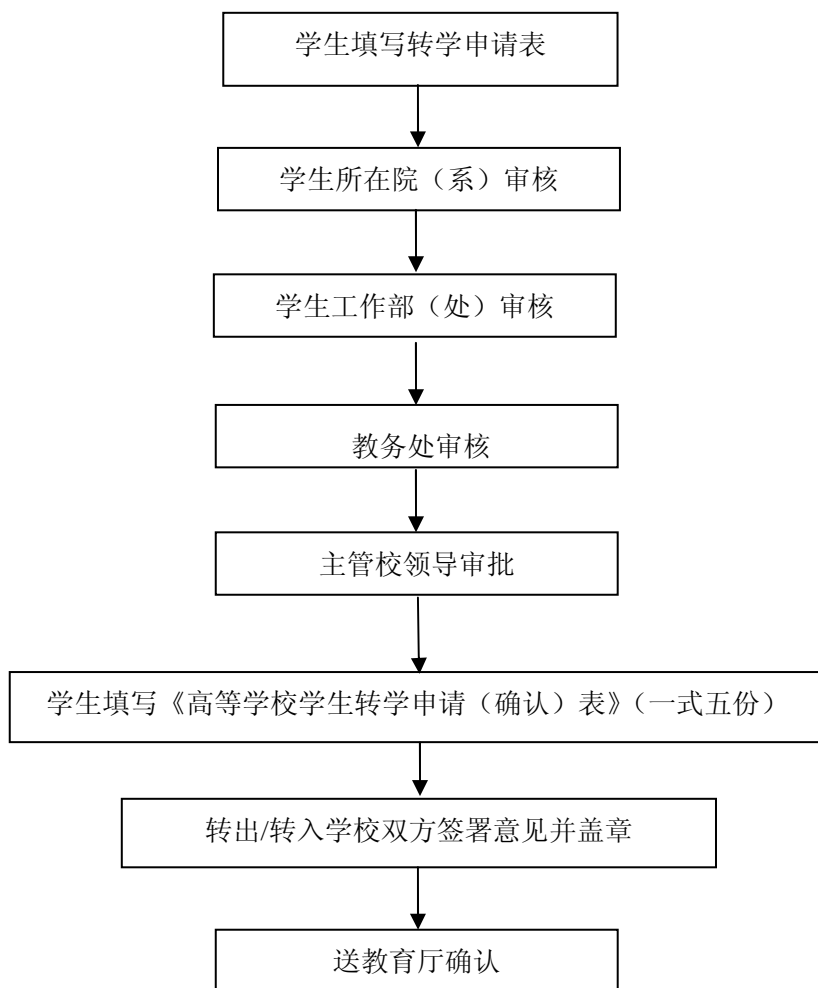 学生填写转学申请表
学生所在院（系）审核
学生工作部（处）审核
教务处审核
主管校领导审批
学生填写《高等学校学生转学申请（确认）表》（一式五份）
转出/转入学校双方签署意见并盖章
送教育厅确认